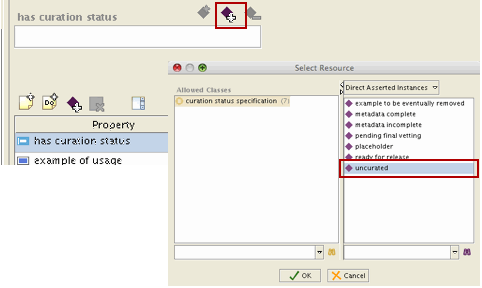 has curation status
Select Resource
Allowed Classes
curation status specification (7)
Direct Asserted Instances
example to be eventually removed
metadata complete
metadata incomplete
pending final vetting
placeholder
ready for release
uncurated
Property
has curation status
example of usage
OK
Cancel